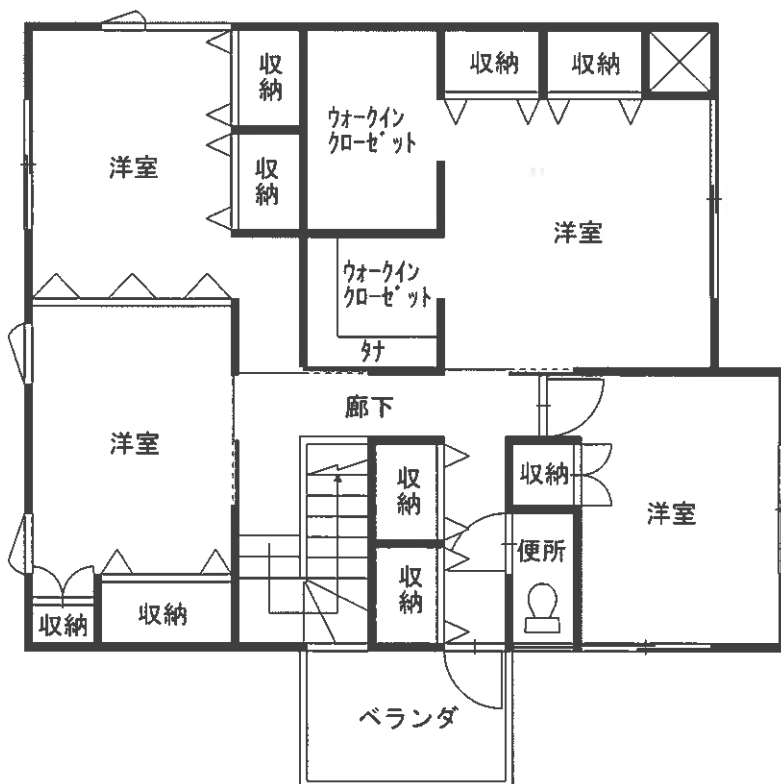 収納
収納
収納
ウォークイン
クローゼット
収納
洋室
洋室
ウォークイン
クローゼット
タナ
廊下
洋室
収納
収納
洋室
便所
収納
収納
収納
ベランダ